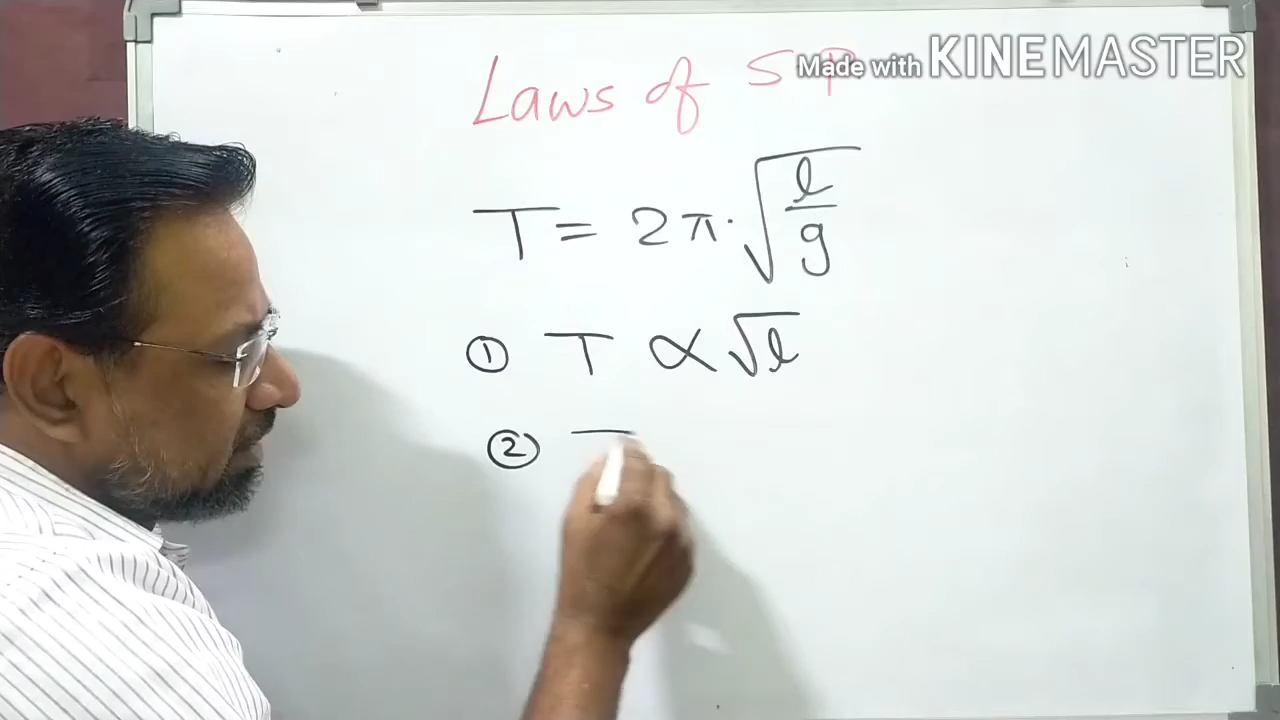 Laws of S P
Made with KINEMASTER
T = 2π·√(l/g)
① T ∝ √l
② T